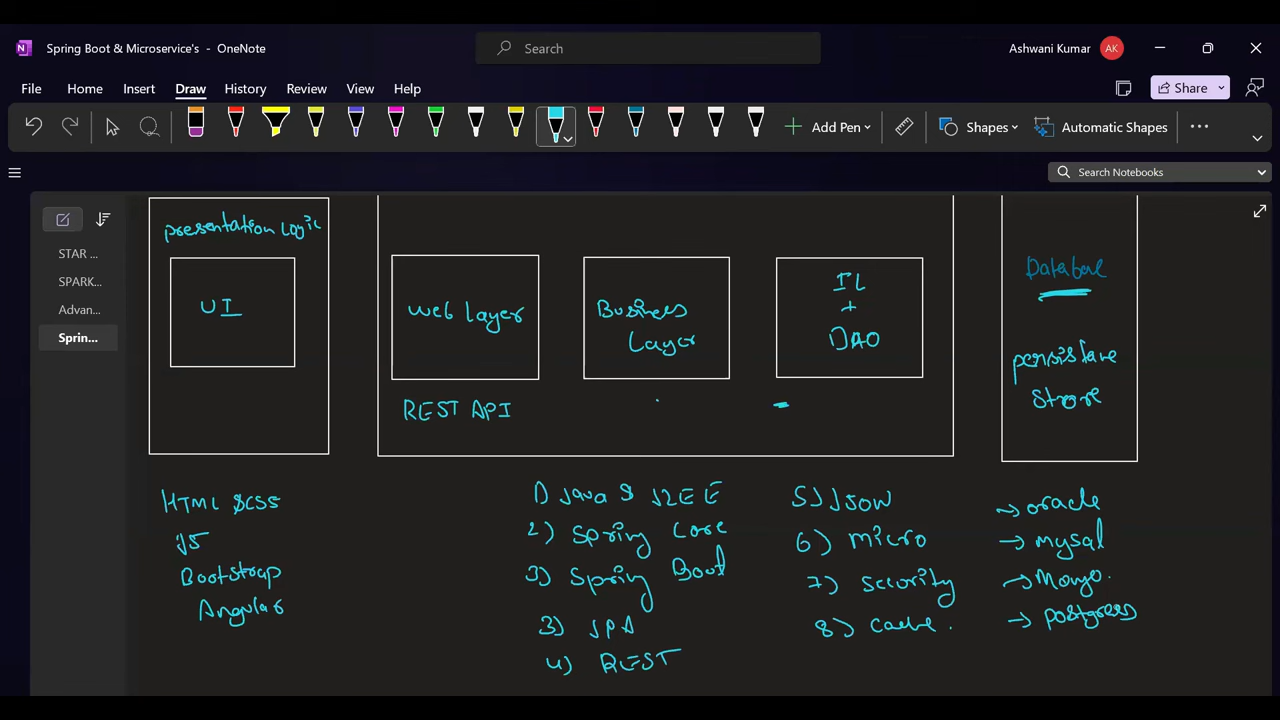 Spring Boot & Microservice's - OneNote
Search
Ashwani Kumar
AK
File
Home
Insert
Draw
History
Review
View
Help
Share
Add Pen
Shapes
Automatic Shapes
Search Notebooks
STAR ...
SPARK...
Advan...
Sprin...
presentation Logic
UI
web layer
REST API
Business
Layer
IL
+
DAO
Database
persistane
Strore
HTML &CSS
JS
Bootstrap
Angular
1) Java & J2EE
2) Spring Core
3) Spring Boot
3) JPA
4) REST
5) JSON
6) micro
7) Security
8) Cache.
→ oracle
→ mysql
→ Mongo.
→ postgress